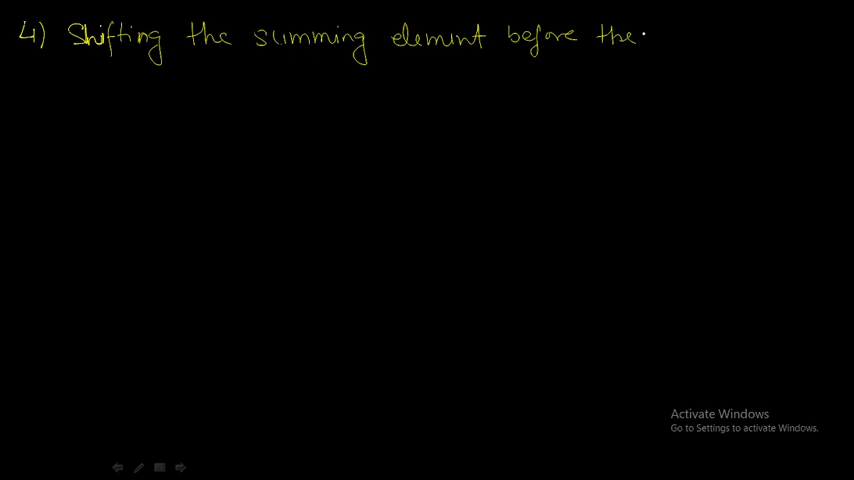 4) Shifting the summing element before the
Activate Windows
Go to Settings to activate Windows.